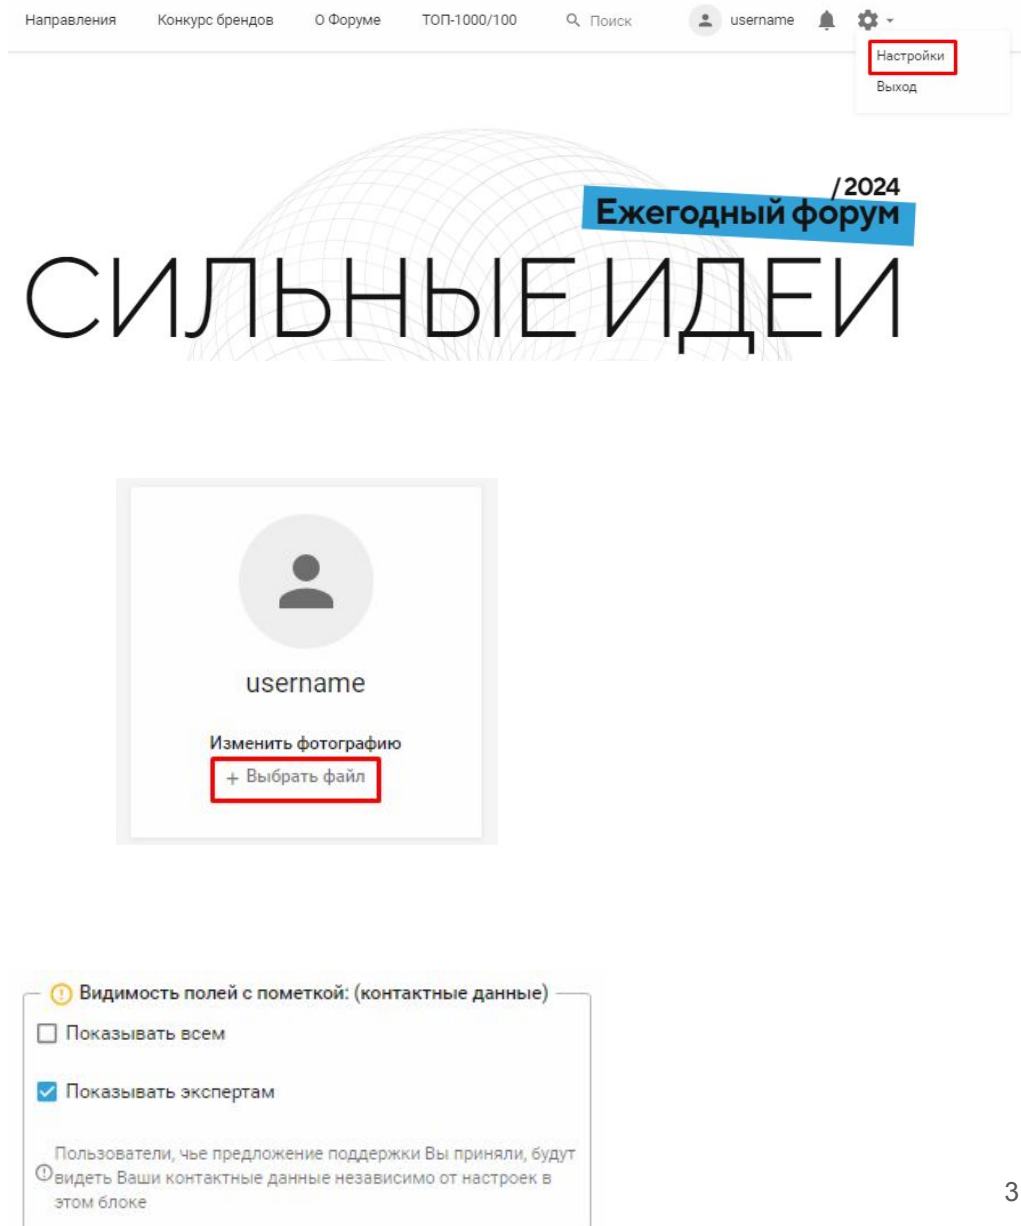 Направления Конкурс брендов О Форуме ТОП-1000/100 Поиск username
Настройки
Выход
/2024
Ежегодный форум
СИЛЬНЫЕ ИДЕИ
username
Изменить фотографию
+ Выбрать файл
Видимость полей с пометкой: (контактные данные)
Показывать всем
Показывать экспертам
Пользователи, чье предложение поддержки Вы приняли, будут
видеть Ваши контактные данные независимо от настроек в
этом блоке
3